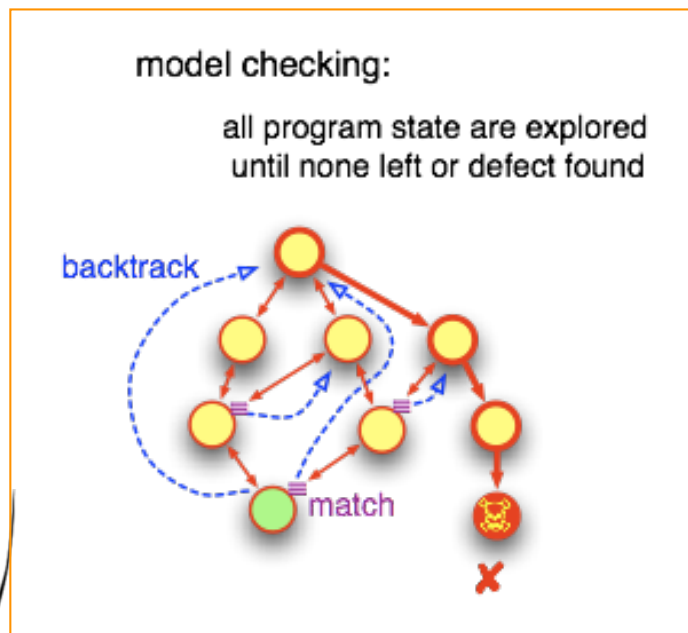 model checking:
all program state are explored
until none left or defect found
backtrack
match